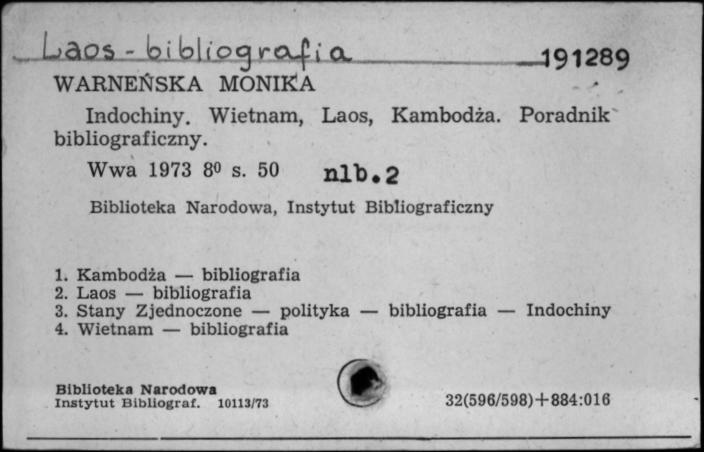 Laos - bibliografia 191289
WARNEŃSKA MONIKA
Indochiny. Wietnam, Laos, Kambodża. Poradnik
bibliograficzny.
Wwa 1973 8⁰ s. 50 nlb. 2
Biblioteka Narodowa, Instytut Bibliograficzny
1. Kambodża — bibliografia
2. Laos — bibliografia
3. Stany Zjednoczone — polityka — bibliografia — Indochiny
4. Wietnam — bibliografia
Biblioteka Narodowa
Instytut Bibliograf. 10113/73 32(596/598)+884:016